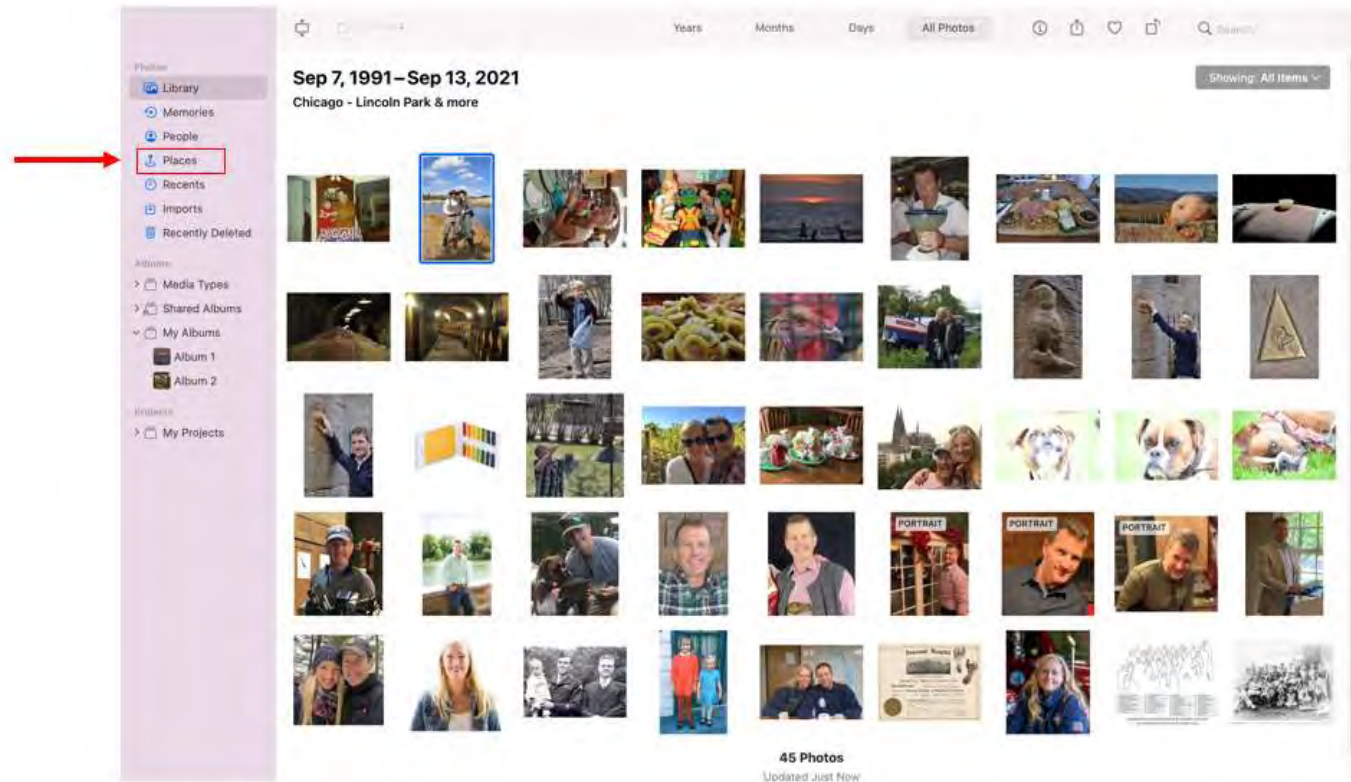 Years Months Days All Photos
Search
Photos
Library
Memories
People
Places
Recents
Imports
Recently Deleted
Albums
Media Types
Shared Albums
My Albums
Album 1
Album 2
Projects
My Projects
Sep 7, 1991–Sep 13, 2021
Chicago - Lincoln Park & more
Showing: All Items
PORTRAIT
PORTRAIT
PORTRAIT
45 Photos
Updated Just Now